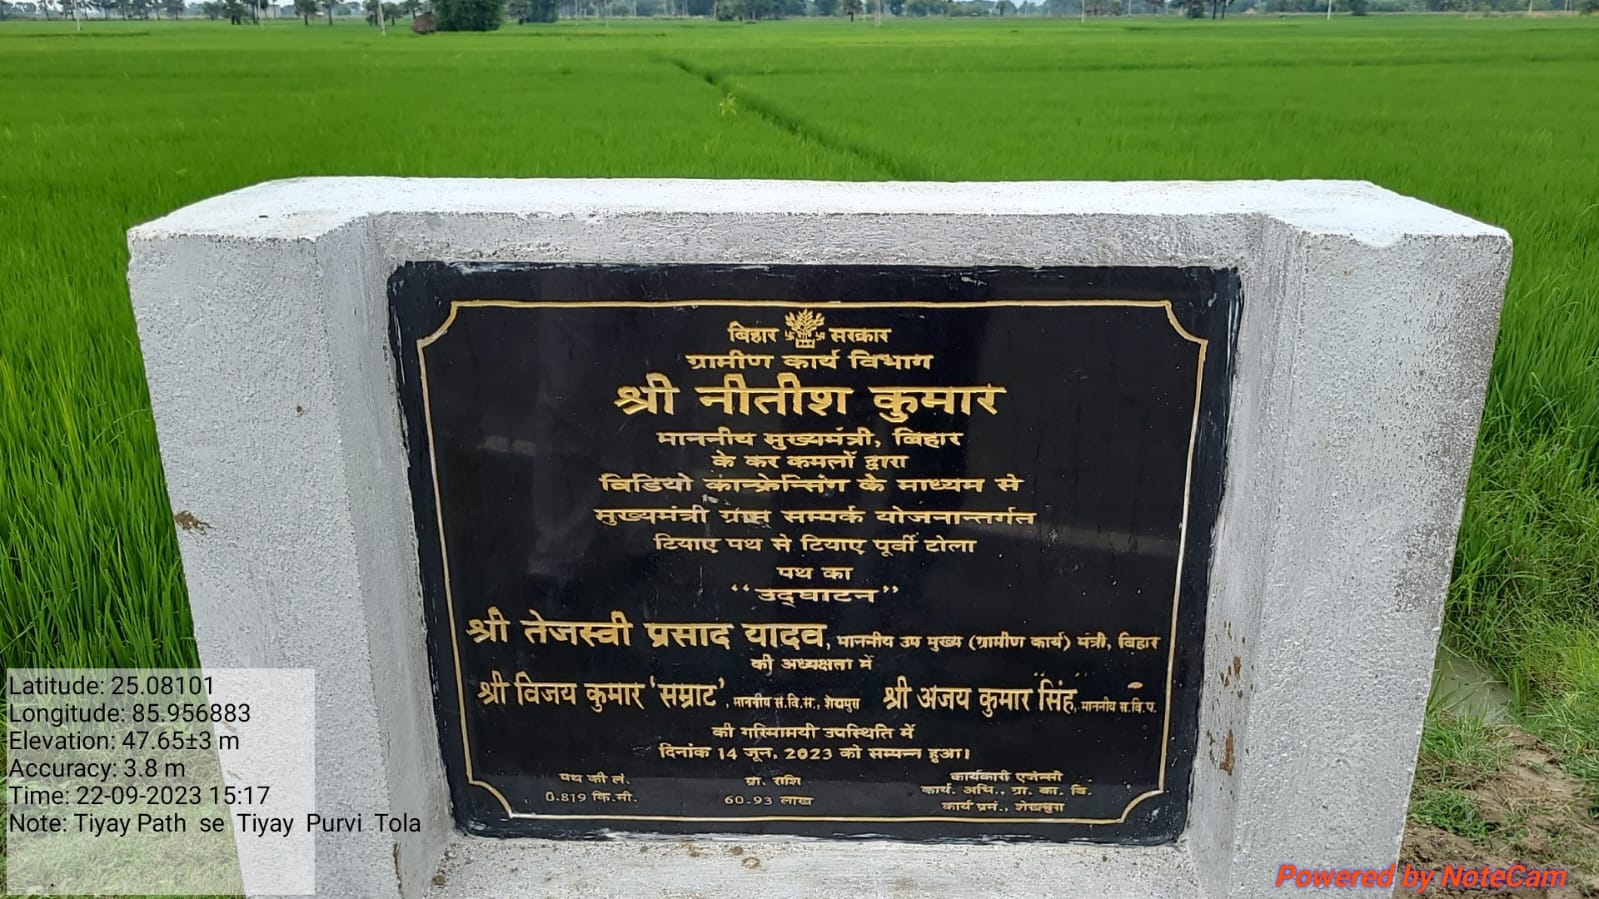 बिहार सरकार
ग्रामीण कार्य विभाग
श्री नीतीश कुमार
माननीय मुख्यमंत्री, बिहार
के कर कमलों द्वारा
विडियो कान्फ्रेन्सिंग के माध्यम से
मुख्यमंत्री ग्राम सम्पर्क योजनान्तर्गत
टियाए पथ से टियाए पूर्वी टोला
पथ का
“उद्घाटन”
श्री तेजस्वी प्रसाद यादव, माननीय उप मुख्य (ग्रामीण कार्य) मंत्री, बिहार
की अध्यक्षता में
श्री विजय कुमार 'सम्राट', माननीय स.वि.स., शेखपुरा श्री अजय कुमार सिंह, माननीय स.वि.प.
की गरिमामयी उपस्थिति में
दिनांक 14 जून, 2023 को सम्पन्न हुआ।
पथ की लं. प्रा. राशि कार्यकारी एजेन्सी
0.819 कि.मी. 60-93 लाख कार्य. अभि., ग्रा. का. वि.
कार्य प्रमं., शेखपुरा
Latitude: 25.08101
Longitude: 85.956883
Elevation: 47.65±3 m
Accuracy: 3.8 m
Time: 22-09-2023 15:17
Note: Tiyay Path se Tiyay Purvi Tola
Powered by NoteCam